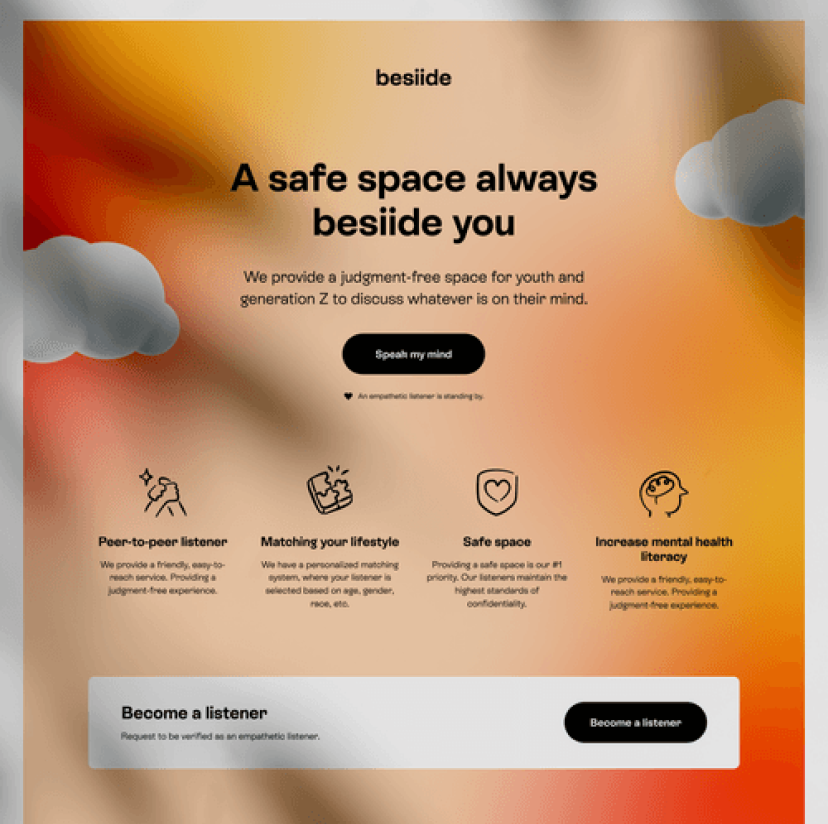 besiide
A safe space always
besiide you
We provide a judgment-free space for youth and
generation Z to discuss whatever is on their mind.
Speak my mind
An empathetic listener is standing by.
Peer-to-peer listener
We provide a friendly, easy-to-
reach service. Providing a
judgment-free experience.
Matching your lifestyle
We have a personalized matching
system, where your listener is
selected based on age, gender,
race, etc.
Safe space
Providing a safe space is our #1
priority. Our listeners maintain the
highest standards of
confidentiality.
Increase mental health
literacy
We provide a friendly, easy-to-
reach service. Providing a
judgment-free experience.
Become a listener
Request to be verified as an empathetic listener.
Become a listener